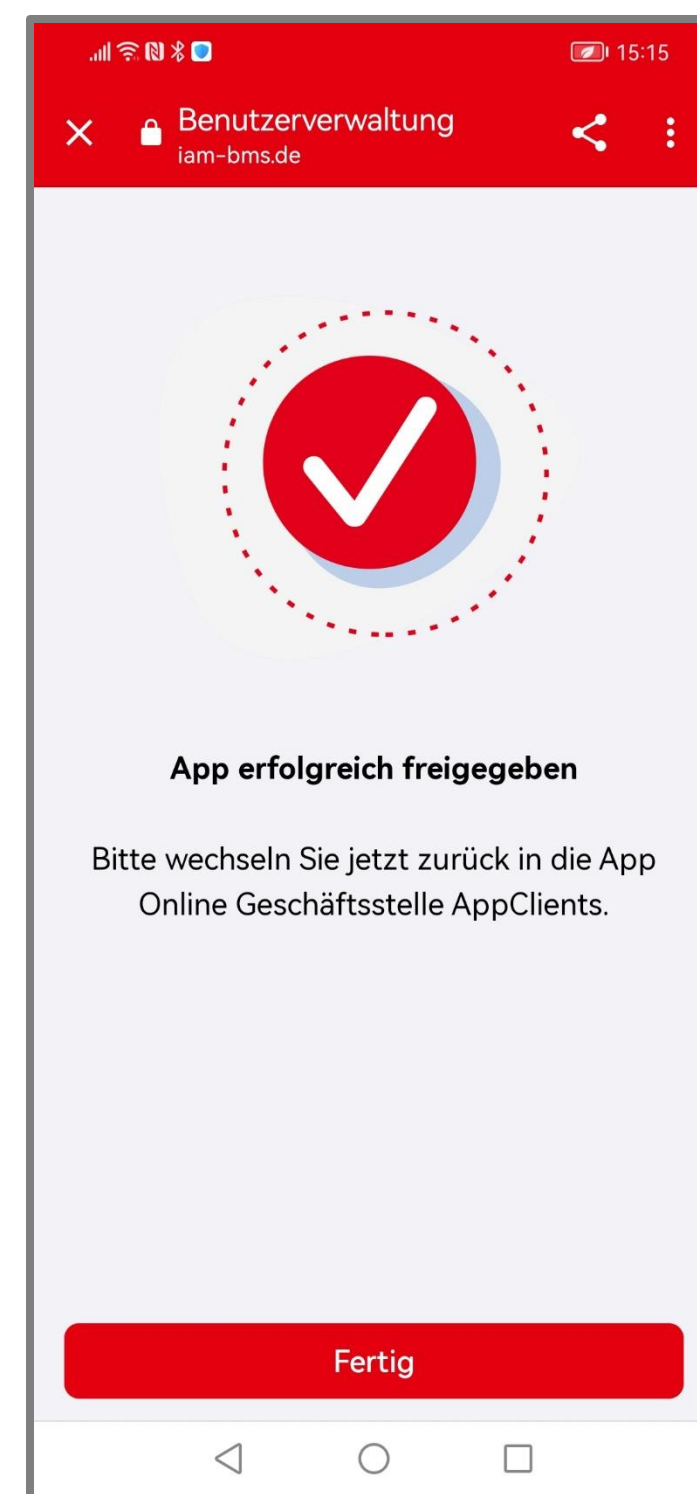 15:15
Benutzerverwaltung
iam-bms.de
App erfolgreich freigegeben
Bitte wechseln Sie jetzt zurück in die App
Online Geschäftsstelle AppClients.
Fertig